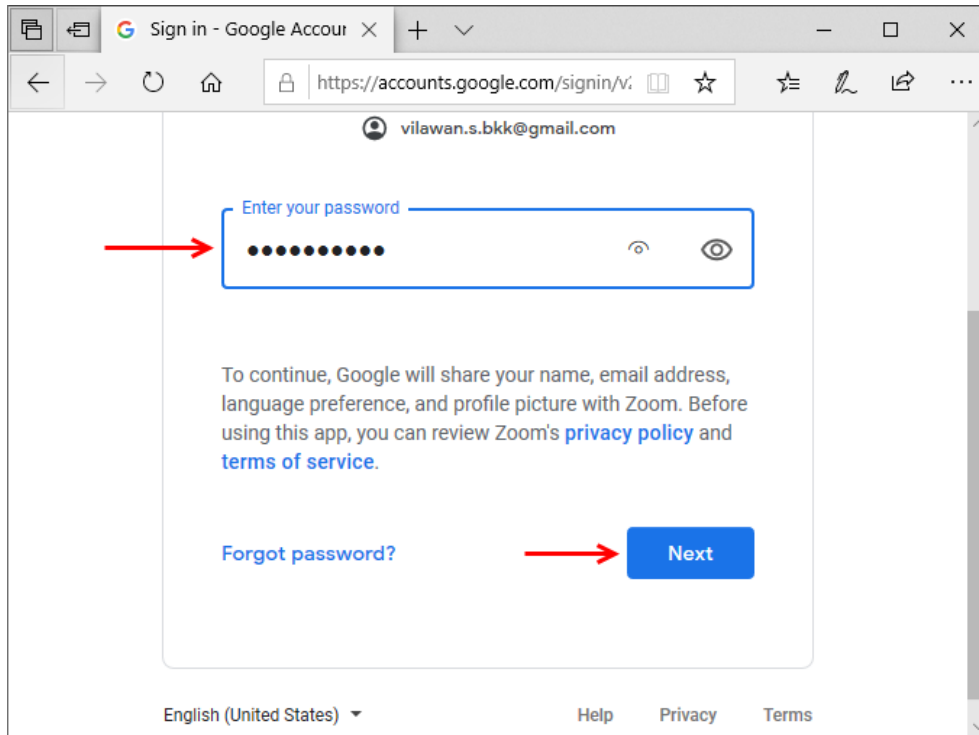 Sign in - Google Accour
https://accounts.google.com/signin/v
vilawan.s.bkk@gmail.com
Enter your password
To continue, Google will share your name, email address,
language preference, and profile picture with Zoom. Before
using this app, you can review Zoom's privacy policy and
terms of service.
Forgot password?
Next
English (United States)
Help Privacy Terms